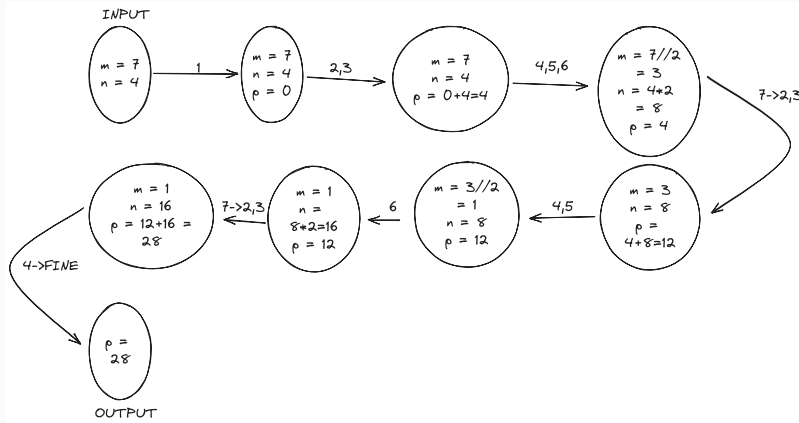 INPUT
m = 7
n = 4
1
m = 7
n = 4
p = 0
2,3
m = 7
n = 4
p = 0+4=4
4,5,6
m = 7//2
= 3
n = 4*2
= 8
p = 4
7->2,3
m = 3
n = 8
p =
4+8=12
4,5
m = 3//2
= 1
n = 8
p = 12
6
m = 1
n =
8*2=16
p = 12
7->2,3
m = 1
n = 16
p = 12+16 =
28
4->FINE
p =
28
OUTPUT